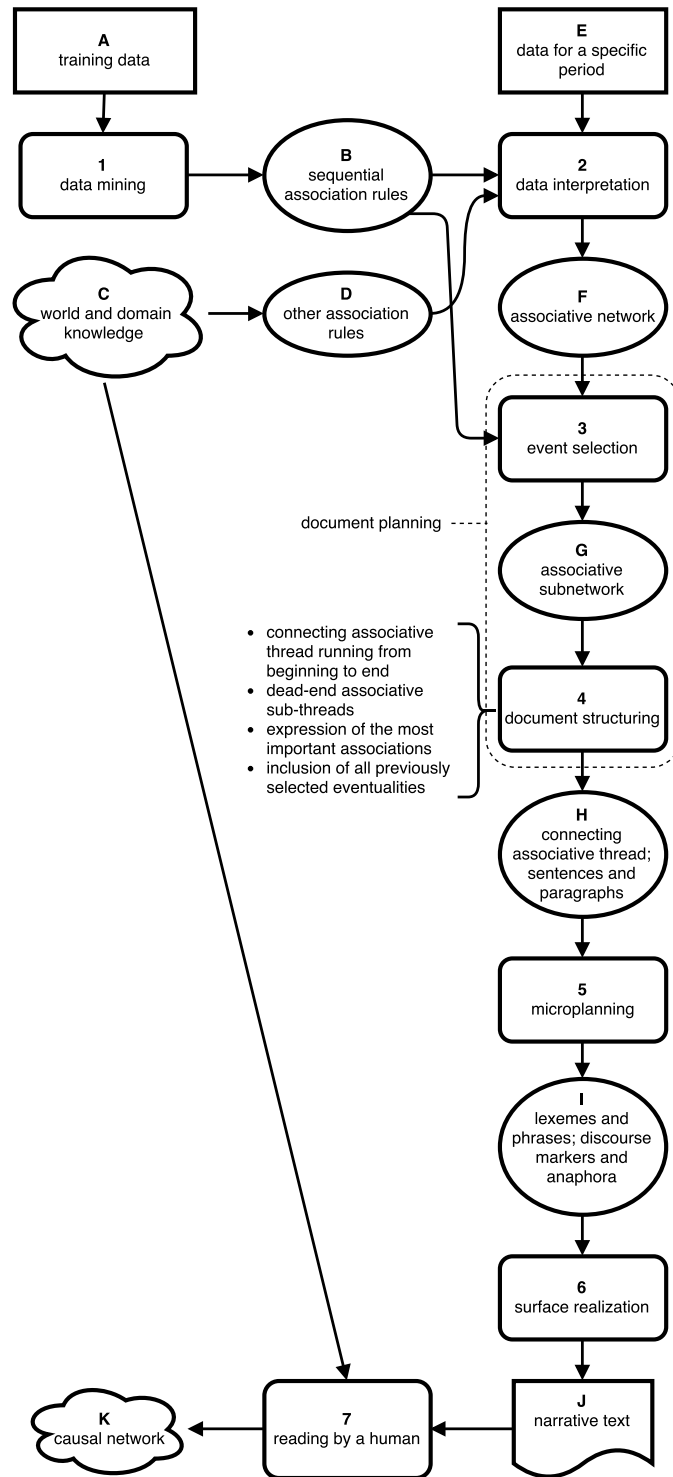 A
training data
E
data for a specific
period
1
data mining
B
sequential
association rules
2
data interpretation
C
world and domain
knowledge
D
other association
rules
F
associative network
3
event selection
document planning
G
associative
subnetwork
• connecting associative
thread running from
beginning to end
• dead-end associative
sub-threads
• expression of the most
important associations
• inclusion of all previously
selected eventualities
4
document structuring
H
connecting
associative thread;
sentences and
paragraphs
5
microplanning
I
lexemes and
phrases; discourse
markers and
anaphora
6
surface realization
K
causal network
7
reading by a human
J
narrative text